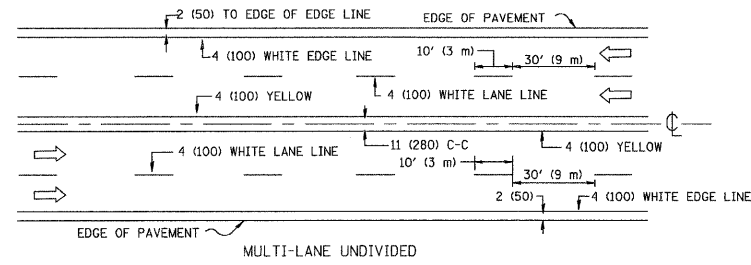 2 (50) TO EDGE OF EDGE LINE
EDGE OF PAVEMENT
4 (100) WHITE EDGE LINE
10' (3 m)
30' (9 m)
4 (100) YELLOW
4 (100) WHITE LANE LINE
4 (100) WHITE LANE LINE
11 (280) C-C
4 (100) YELLOW
10' (3 m)
30' (9 m)
2 (50)
4 (100) WHITE EDGE LINE
EDGE OF PAVEMENT
MULTI-LANE UNDIVIDED